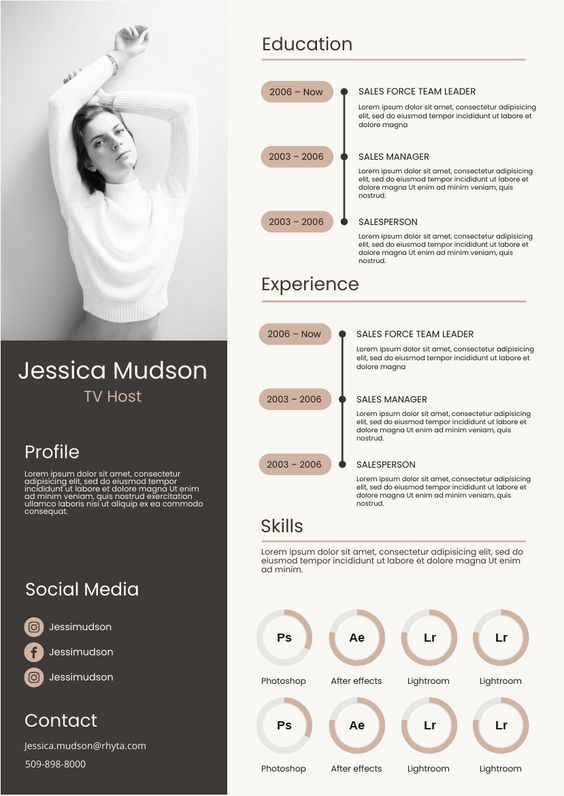 Jessica Mudson
TV Host
Profile
Lorem ipsum dolor sit amet, consectetur
adipisicing elit, sed do eiusmod tempor
incididunt ut labore et dolore magna Ut enim
ad minim veniam, quis nostrud exercitation
ullamco laboris nisi ut aliquip ex ea commodo
consequat.
Social Media
Jessimudson
Jessimudson
Jessimudson
Contact
Jessica.mudson@rhyta.com
509-898-8000
Education
2006 – Now
SALES FORCE TEAM LEADER
Lorem ipsum dolor sit amet, consectetur adipisicing
elit, sed do eiusmod tempor incididunt ut labore et
dolore magna
2003 – 2006
SALES MANAGER
Lorem ipsum dolor sit amet, consectetur adipisicing
elit, sed do eiusmod tempor incididunt ut labore et
dolore magna Ut enim ad minim veniam, quis
nostrud.
2003 – 2006
SALESPERSON
Lorem ipsum dolor sit amet, consectetur adipisicing
elit, sed do eiusmod tempor incididunt ut labore et
dolore magna Ut enim ad minim veniam, quis
nostrud.
Experience
2006 – Now
SALES FORCE TEAM LEADER
Lorem ipsum dolor sit amet, consectetur adipisicing
elit, sed do eiusmod tempor incididunt ut labore et
dolore magna
2003 – 2006
SALES MANAGER
Lorem ipsum dolor sit amet, consectetur adipisicing
elit, sed do eiusmod tempor incididunt ut labore et
dolore magna Ut enim ad minim veniam, quis
nostrud.
2003 – 2006
SALESPERSON
Lorem ipsum dolor sit amet, consectetur adipisicing
elit, sed do eiusmod tempor incididunt ut labore et
dolore magna Ut enim ad minim veniam, quis
nostrud.
Skills
Lorem ipsum dolor sit amet, consectetur adipisicing elit, sed do
eiusmod tempor incididunt ut labore et dolore magna Ut enim
ad minim.
Ps Ae Lr Lr
Photoshop After effects Lightroom Lightroom
Ps Ae Lr Lr
Photoshop After effects Lightroom Lightroom